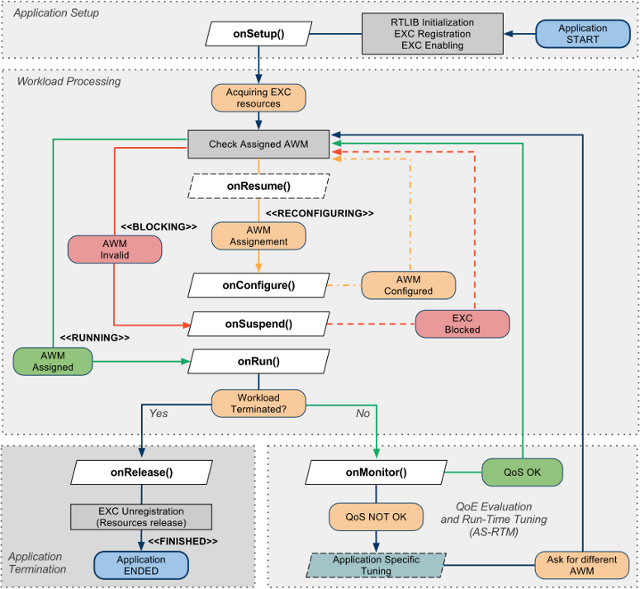 Application Setup
onSetup()
RTLIB Initialization
EXC Registration
EXC Enabling
Application
START
Workload Processing
Acquiring EXC
resources
Check Assigned AWM
onResume()
<<BLOCKING>>
<<RECONFIGURING>>
AWM
Invalid
AWM
Assignement
onConfigure()
AWM
Configured
onSuspend()
EXC
Blocked
<<RUNNING>>
AWM
Assigned
onRun()
Workload
Terminated?
Yes
No
onRelease()
EXC Unregistration
(Resources release)
<<FINISHED>>
Application
ENDED
Application
Termination
onMonitor()
QoS OK
QoS NOT OK
QoE Evaluation
and Run-Time Tuning
(AS-RTM)
Application Specific
Tuning
Ask for different
AWM